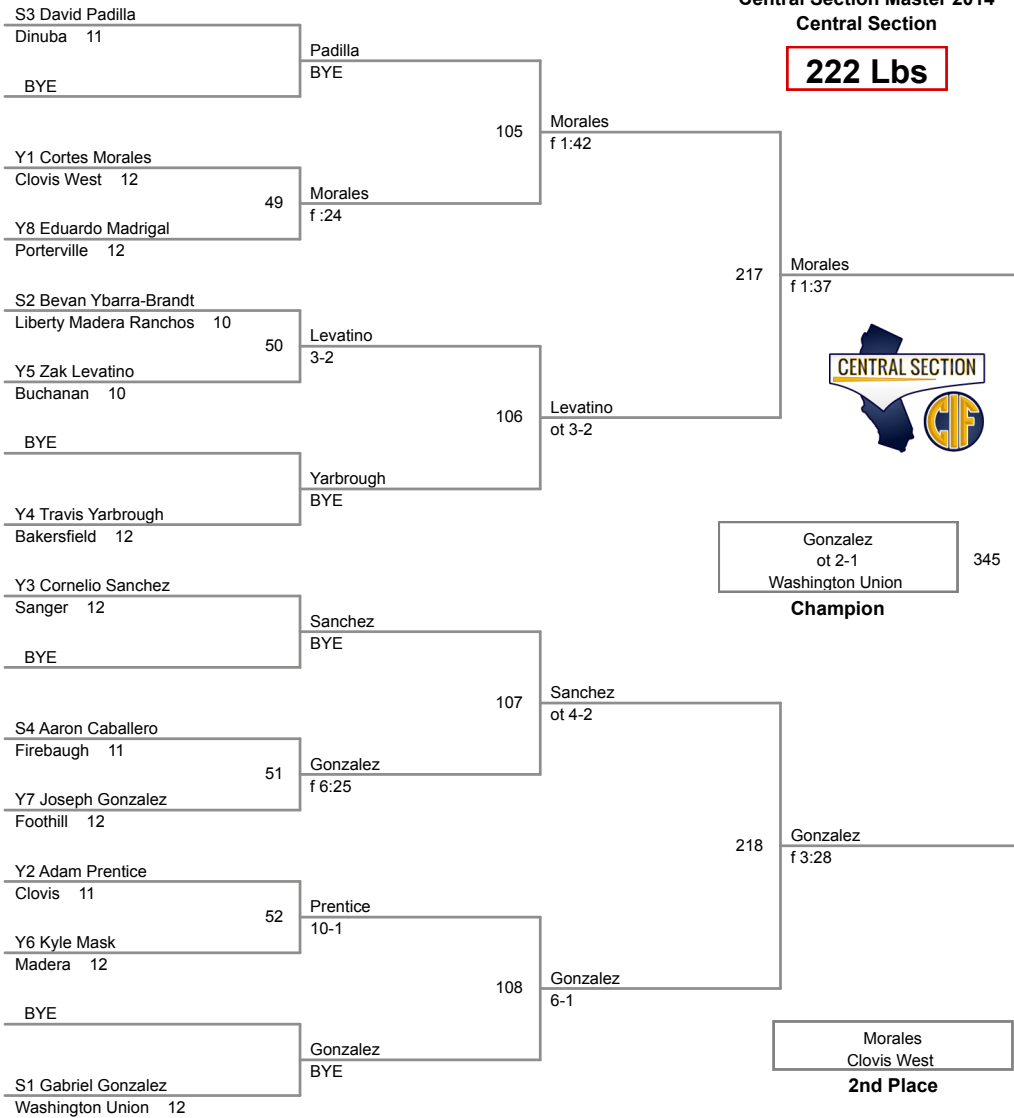 Central Section Master 2014
Central Section
222 Lbs
S3 David Padilla
Dinuba 11
BYE
Padilla
BYE
105
Morales
f 1:42
Y1 Cortes Morales
Clovis West 12
49
Morales
f :24
Y8 Eduardo Madrigal
Porterville 12
217
Morales
f 1:37
S2 Bevan Ybarra-Brandt
Liberty Madera Ranchos 10
50
Levatino
3-2
Y5 Zak Levatino
Buchanan 10
106
Levatino
ot 3-2
BYE
Yarbrough
BYE
Y4 Travis Yarbrough
Bakersfield 12
CENTRAL SECTION
CIF
Gonzalez
ot 2-1
Washington Union
345
Champion
Y3 Cornelio Sanchez
Sanger 12
BYE
Sanchez
BYE
107
Sanchez
ot 4-2
S4 Aaron Caballero
Firebaugh 11
51
Gonzalez
f 6:25
Y7 Joseph Gonzalez
Foothill 12
218
Gonzalez
f 3:28
Y2 Adam Prentice
Clovis 11
52
Prentice
10-1
Y6 Kyle Mask
Madera 12
108
Gonzalez
6-1
BYE
Gonzalez
BYE
S1 Gabriel Gonzalez
Washington Union 12
Morales
Clovis West
2nd Place